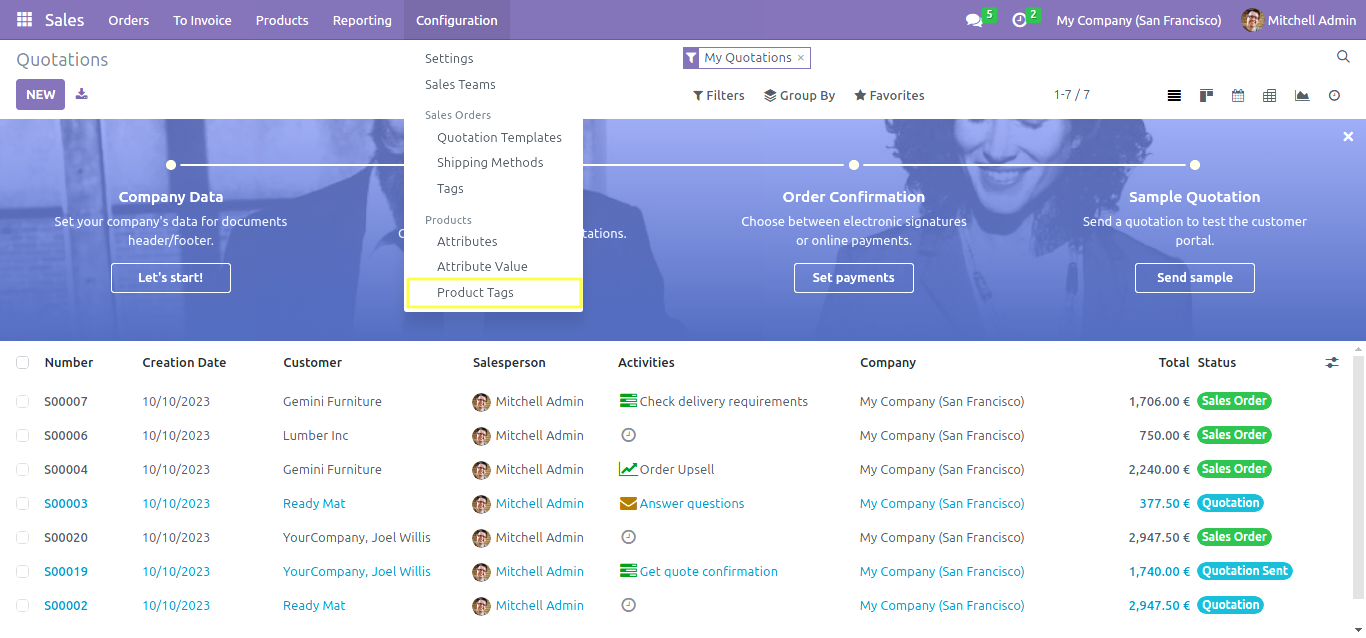 Sales Orders To Invoice Products Reporting Configuration 5 2 My Company (San Francisco) Mitchell Admin
Quotations
My Quotations ×
NEW
Filters Group By Favorites 1-7 / 7
Settings
Sales Teams
Sales Orders
Quotation Templates
Shipping Methods
Tags
Products
Attributes
Attribute Value
Product Tags
Company Data
Set your company's data for documents
header/footer.
Let's start!
C
tations.
Order Confirmation
Choose between electronic signatures
or online payments.
Set payments
Sample Quotation
Send a quotation to test the customer
portal.
Send sample
Number Creation Date Customer Salesperson Activities Company Total Status
S00007 10/10/2023 Gemini Furniture Mitchell Admin Check delivery requirements My Company (San Francisco) 1,706.00 € Sales Order
S00006 10/10/2023 Lumber Inc Mitchell Admin My Company (San Francisco) 750.00 € Sales Order
S00004 10/10/2023 Gemini Furniture Mitchell Admin Order Upsell My Company (San Francisco) 2,240.00 € Sales Order
S00003 10/10/2023 Ready Mat Mitchell Admin Answer questions My Company (San Francisco) 377.50 € Quotation
S00020 10/10/2023 YourCompany, Joel Willis Mitchell Admin My Company (San Francisco) 2,947.50 € Sales Order
S00019 10/10/2023 YourCompany, Joel Willis Mitchell Admin Get quote confirmation My Company (San Francisco) 1,740.00 € Quotation Sent
S00002 10/10/2023 Ready Mat Mitchell Admin My Company (San Francisco) 2,947.50 € Quotation